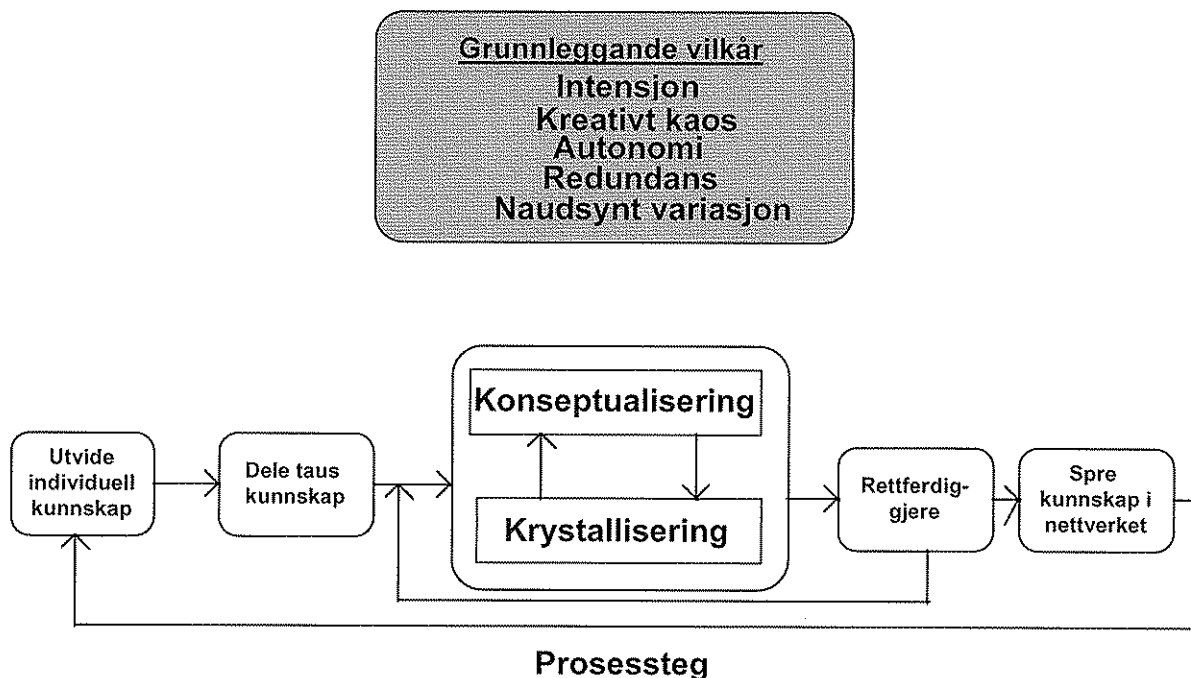 Grunnleggande vilkår
Intensjon
Kreativt kaos
Autonomi
Redundans
Naudsynt variasjon
Utvide
individuell
kunnskap
Dele taus
kunnskap
Konseptualisering
Krystallisering
Rettferdig-
gjere
Spre
kunnskap i
nettverket
Prosessteg